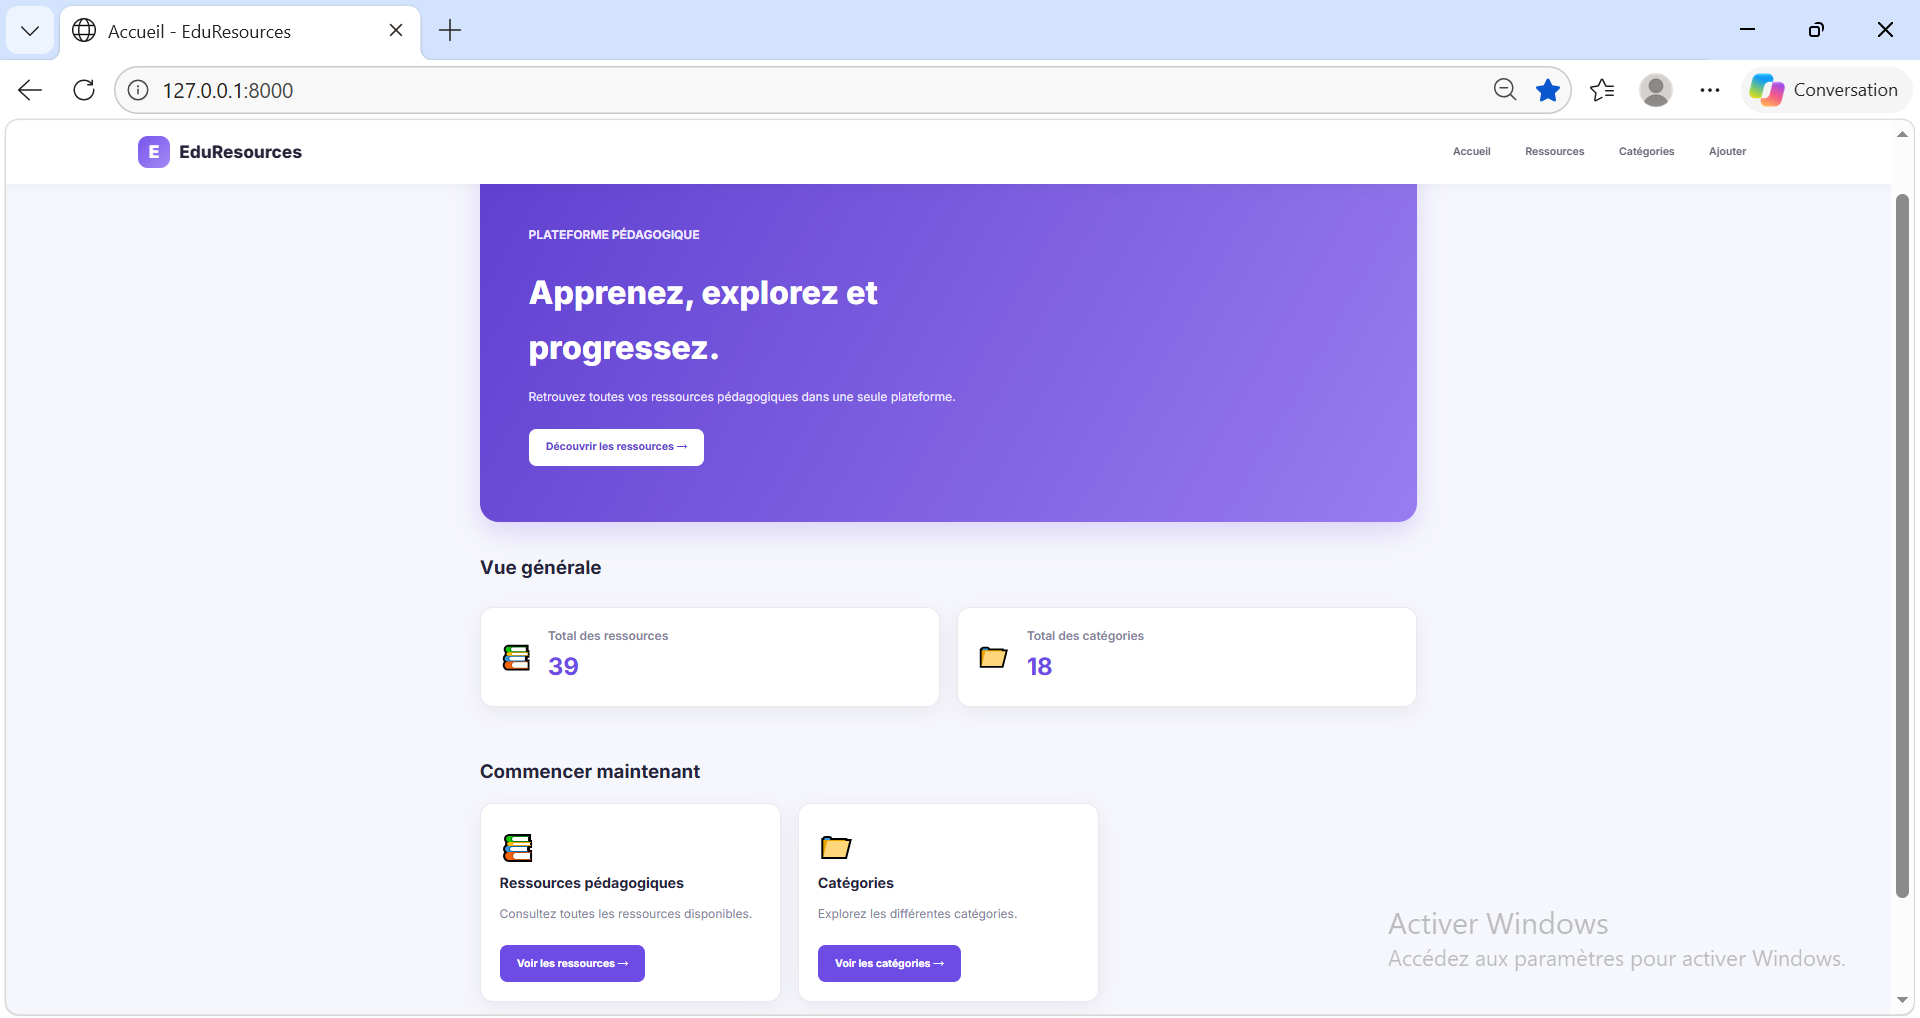 Accueil - EduResources
127.0.0.1:8000
Conversation
E EduResources
Accueil Ressources Catégories Ajouter
PLATEFORME PÉDAGOGIQUE
Apprenez, explorez et
progressez.
Retrouvez toutes vos ressources pédagogiques dans une seule plateforme.
Découvrir les ressources →
Vue générale
Total des ressources
39
Total des catégories
18
Commencer maintenant
Ressources pédagogiques
Consultez toutes les ressources disponibles.
Voir les ressources →
Catégories
Explorez les différentes catégories.
Voir les catégories →
Activer Windows
Accédez aux paramètres pour activer Windows.